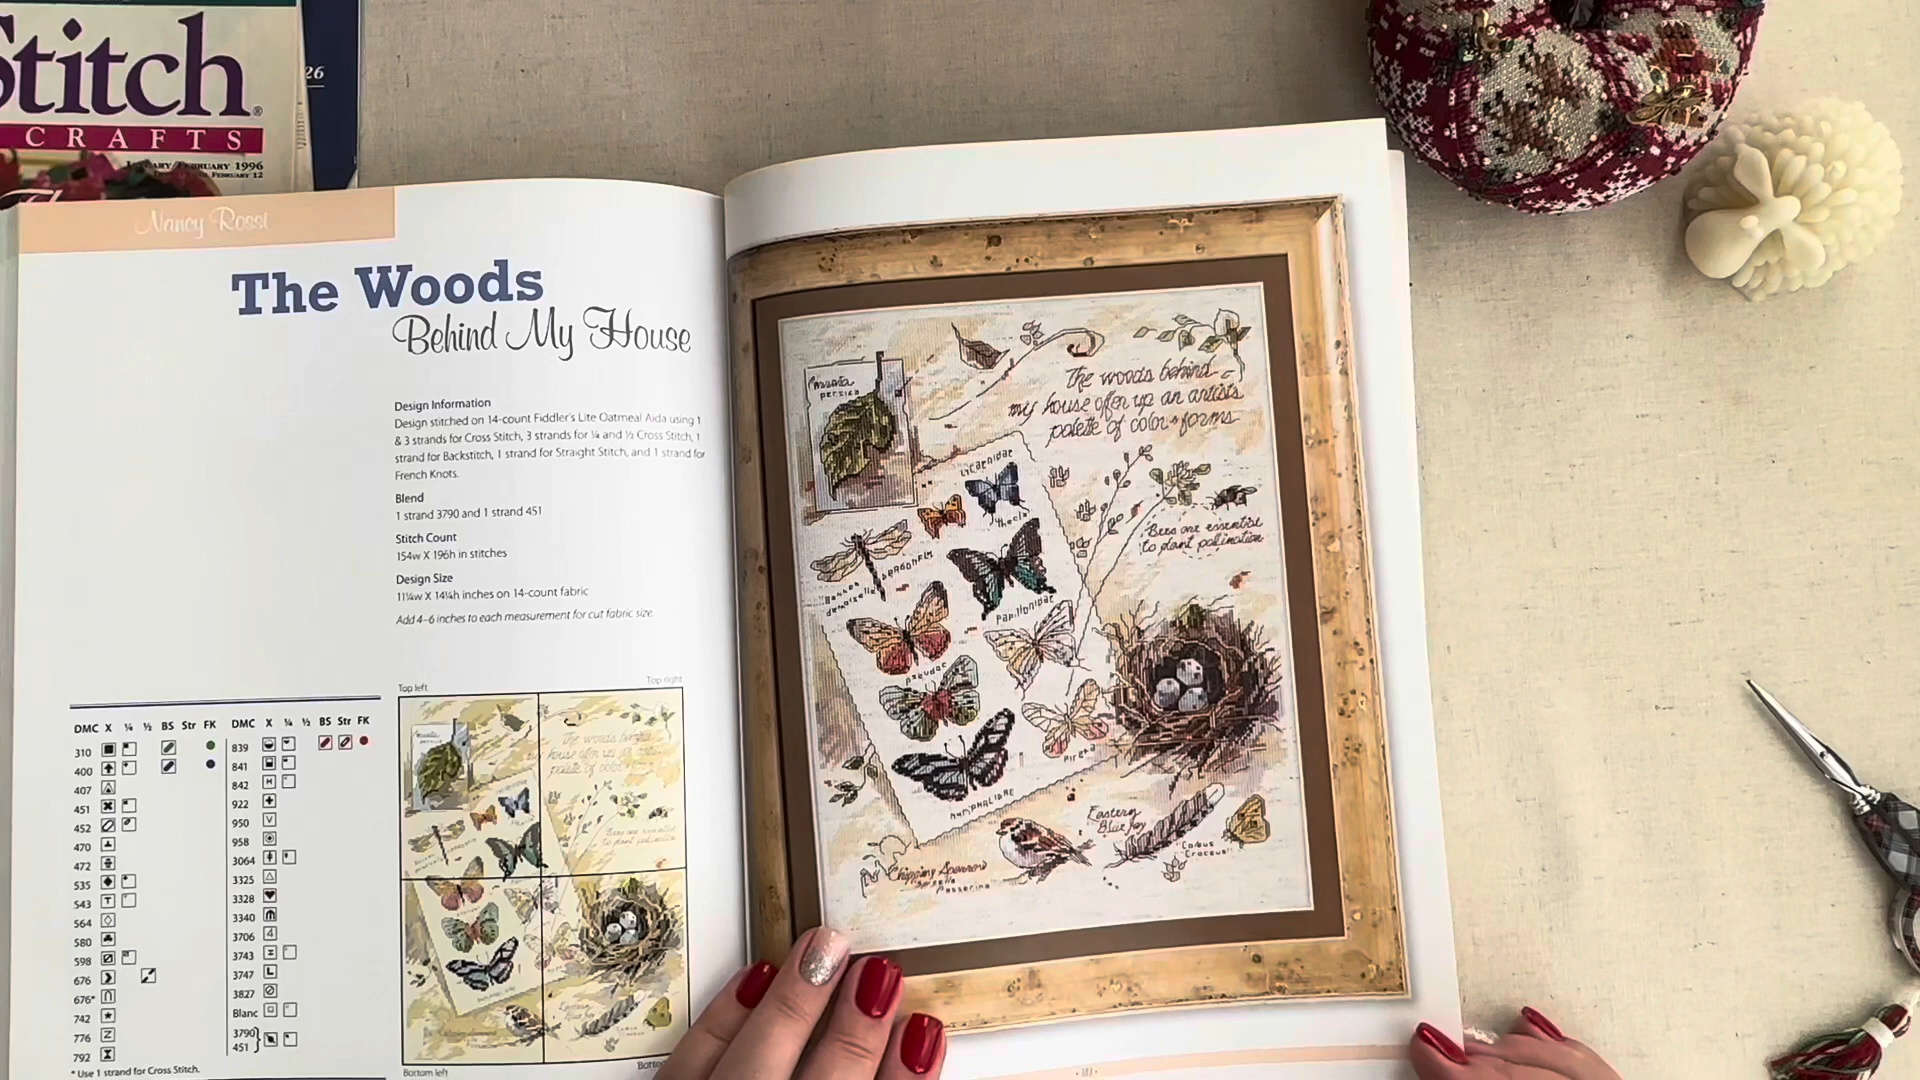 Stitch
CRAFTS
JANUARY/FEBRUARY 1996
26
Nancy Rossi
The Woods
Behind My House
Design Information
Design stitched on 14-count Fiddler's Lite Oatmeal Aida using 1
& 3 strands for Cross Stitch, 3 strands for ¼ and ½ Cross Stitch, 1
strand for Backstitch, 1 strand for Straight Stitch, and 1 strand for
French Knots.
Blend
1 strand 3790 and 1 strand 451
Stitch Count
154w X 196h in stitches
Design Size
11¼w X 14¼h inches on 14-count fabric
Add 4–6 inches to each measurement for cut fabric size.
Top left
Top right
DMC X ¼ ½ BS Str FK
310
400
407
451
452
470
472
535
543
564
580
598
676
676*
742
776
792
DMC X ¼ ½ BS Str FK
839
841
842
922
950
958
3064
3325
3328
3340
3706
3743
3747
3827
Blanc
3790
451
* Use 1 strand for Cross Stitch.
Bottom left
The woods behind
my house offer up an artists
palette of color + forms
persica
thecla
DRAGONFLY
demoiselle
papilionidae
Bees are essential
to plant pollination
Eastern
Blue Jay
Chipping Sparrow
Passerina